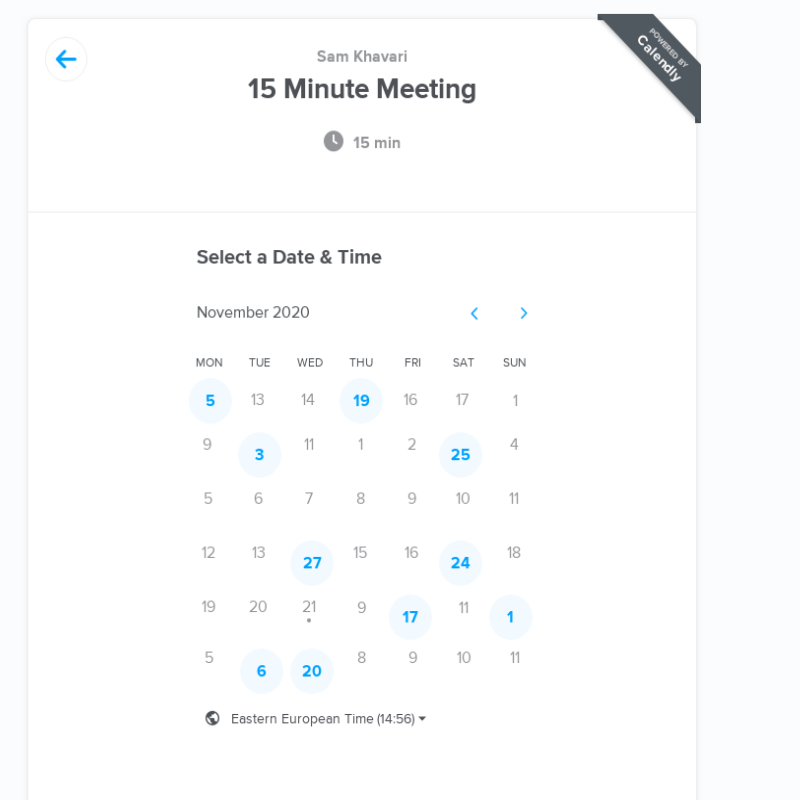 POWERED BY
Calendly
Sam Khavari
15 Minute Meeting
15 min
Select a Date & Time
November 2020
MON TUE WED THU FRI SAT SUN
5 13 14 19 16 17 1
9 3 11 1 2 25 4
5 6 7 8 9 10 11
12 13 27 15 16 24 18
19 20 21 9 17 11 1
5 6 20 8 9 10 11
Eastern European Time (14:56)